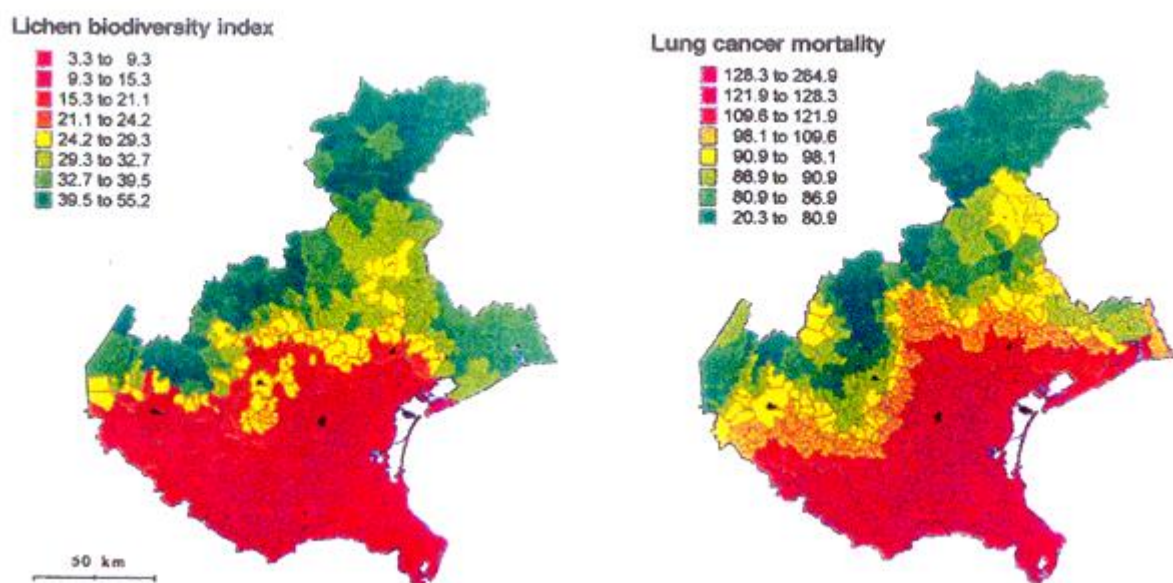 Lichen biodiversity index
3.3 to 9.3
9.3 to 15.3
15.3 to 21.1
21.1 to 24.2
24.2 to 29.3
29.3 to 32.7
32.7 to 39.5
39.5 to 55.2
50 km
Lung cancer mortality
128.3 to 264.9
121.9 to 128.3
109.6 to 121.9
98.1 to 109.6
90.9 to 98.1
86.9 to 90.9
80.9 to 86.9
20.3 to 80.9